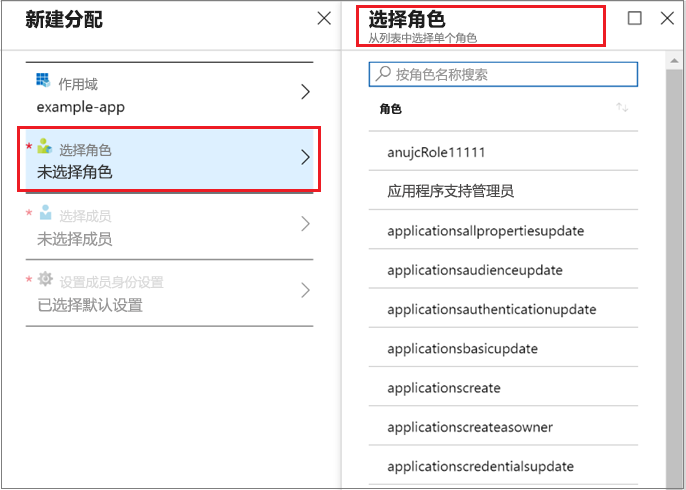 新建分配
作用域
example-app
* 选择角色
未选择角色
* 选择成员
未选择成员
* 设置成员身份设置
已选择默认设置
选择角色
从列表中选择单个角色
按角色名称搜索
角色
anujcRole11111
应用程序支持管理员
applicationsallpropertiesupdate
applicationsaudienceupdate
applicationsauthenticationupdate
applicationsbasicupdate
applicationscreate
applicationscreateasowner
applicationscredentialsupdate